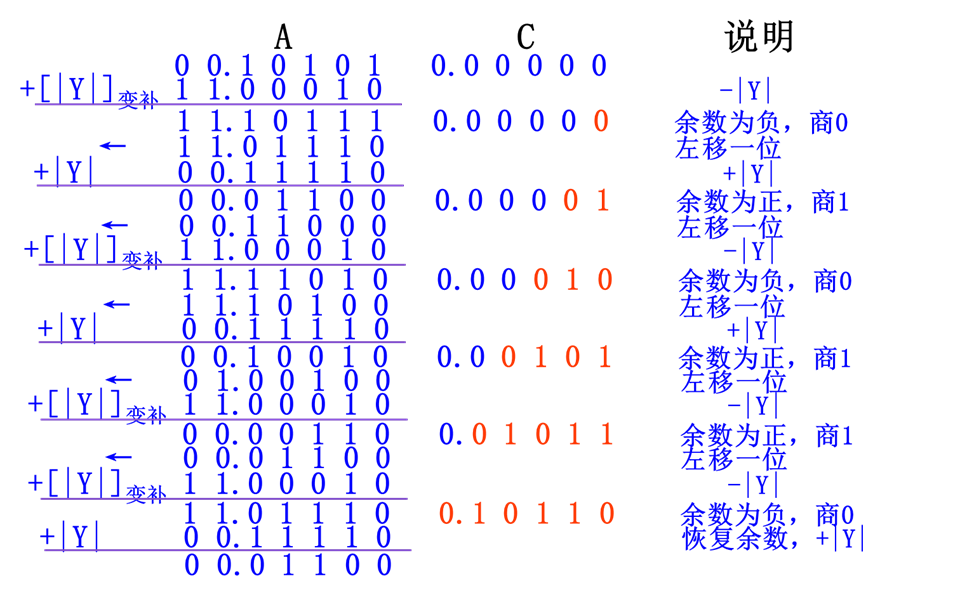 A C 说明
0 0.1 0 1 0 1 0.0 0 0 0 0
+[|Y|]变补 1 1.0 0 0 1 0 -|Y|
1 1.1 0 1 1 1 0.0 0 0 0 0 余数为负，商0
← 1 1.0 1 1 1 0 左移一位
+|Y| 0 0.1 1 1 1 0 +|Y|
0 0.0 1 1 0 0 0.0 0 0 0 1 余数为正，商1
← 0 0.1 1 0 0 0 左移一位
+[|Y|]变补 1 1.0 0 0 1 0 -|Y|
1 1.1 1 0 1 0 0.0 0 0 1 0 余数为负，商0
← 1 1.1 0 1 0 0 左移一位
+|Y| 0 0.1 1 1 1 0 +|Y|
0 0.1 0 0 1 0 0.0 0 1 0 1 余数为正，商1
← 0 1.0 0 1 0 0 左移一位
+[|Y|]变补 1 1.0 0 0 1 0 -|Y|
0 0.0 0 1 1 0 0.0 1 0 1 1 余数为正，商1
← 0 0.0 1 1 0 0 左移一位
+[|Y|]变补 1 1.0 0 0 1 0 -|Y|
1 1.0 1 1 1 0 0.1 0 1 1 0 余数为负，商0
+|Y| 0 0.1 1 1 1 0 恢复余数，+|Y|
0 0.0 1 1 0 0